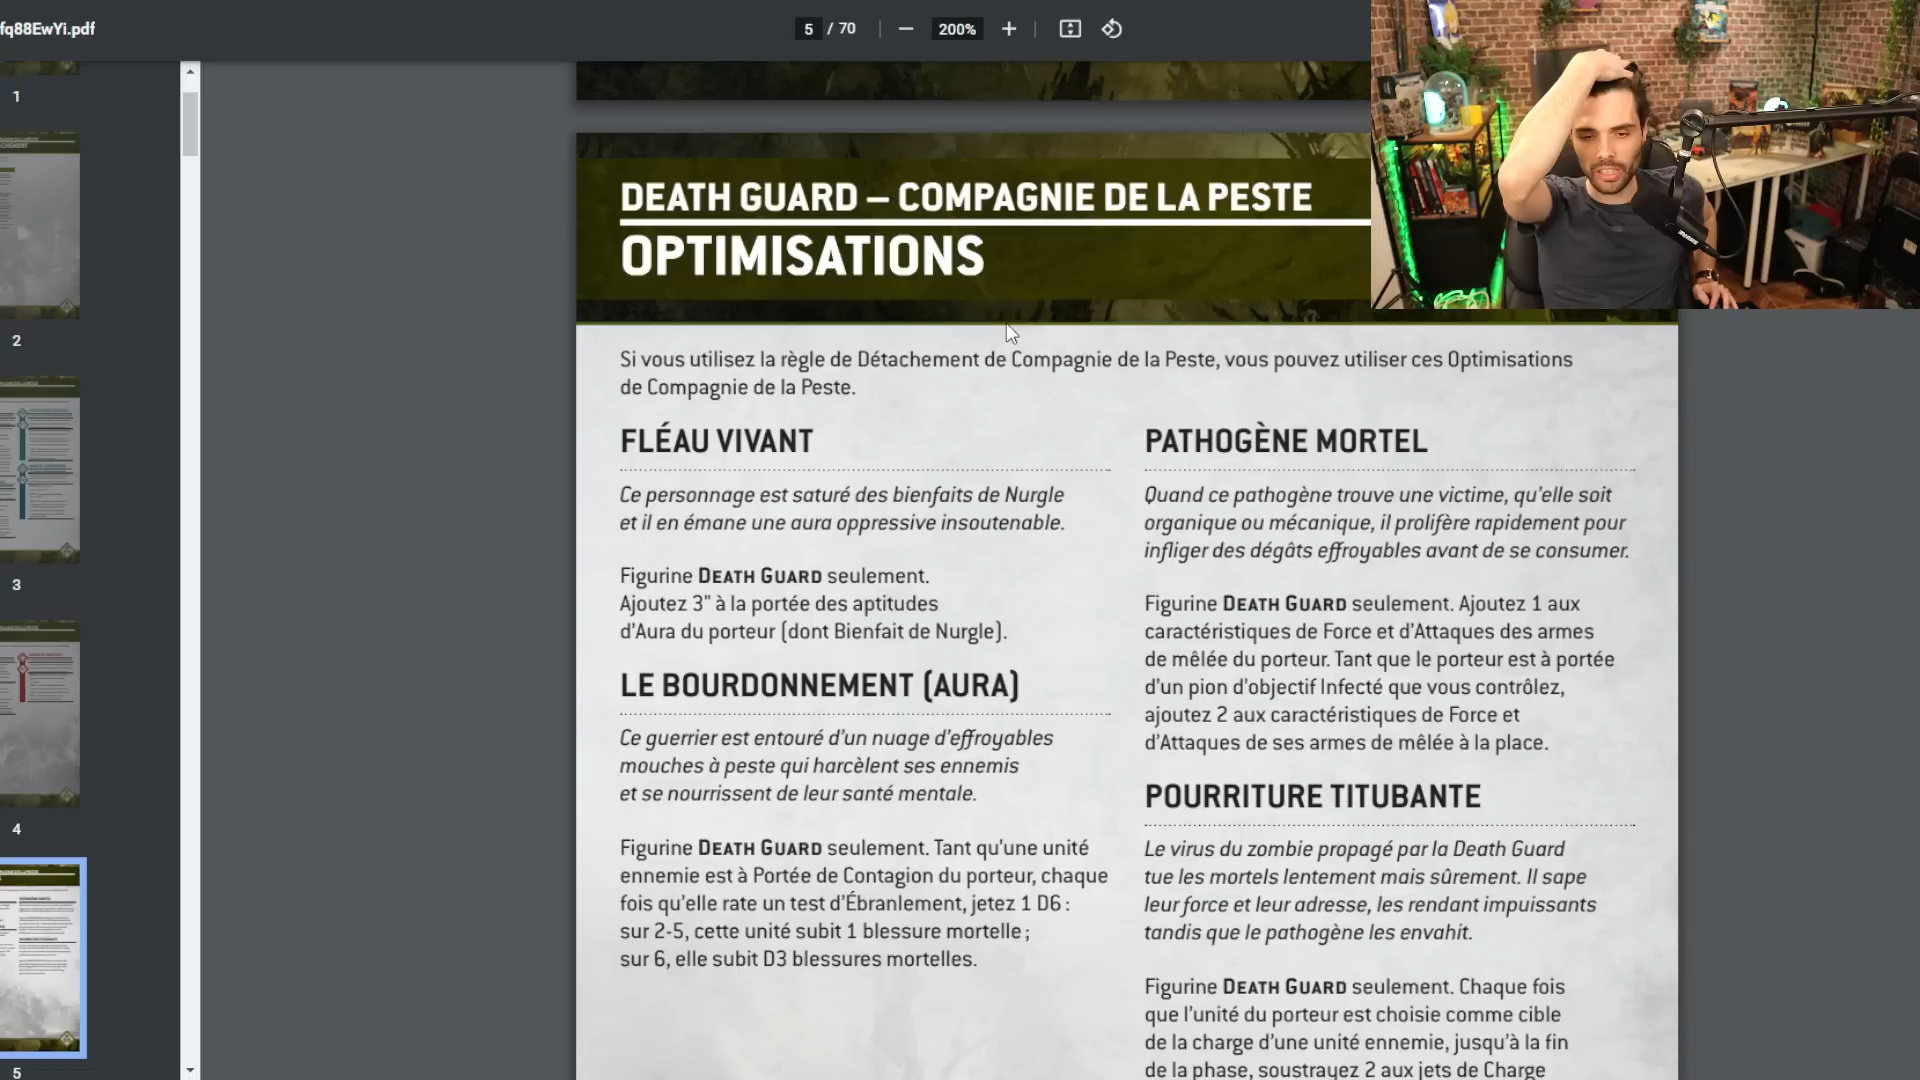 fq88EwYi.pdf
5 / 70
200%
1
2
3
4
5
DEATH GUARD – COMPAGNIE DE LA PESTE
OPTIMISATIONS
Si vous utilisez la règle de Détachement de Compagnie de la Peste, vous pouvez utiliser ces Optimisations
de Compagnie de la Peste.
FLÉAU VIVANT
Ce personnage est saturé des bienfaits de Nurgle
et il en émane une aura oppressive insoutenable.
Figurine DEATH GUARD seulement.
Ajoutez 3" à la portée des aptitudes
d'Aura du porteur (dont Bienfait de Nurgle).
LE BOURDONNEMENT (AURA)
Ce guerrier est entouré d'un nuage d'effroyables
mouches à peste qui harcèlent ses ennemis
et se nourrissent de leur santé mentale.
Figurine DEATH GUARD seulement. Tant qu'une unité
ennemie est à Portée de Contagion du porteur, chaque
fois qu'elle rate un test d'Ébranlement, jetez 1 D6 :
sur 2-5, cette unité subit 1 blessure mortelle ;
sur 6, elle subit D3 blessures mortelles.
PATHOGÈNE MORTEL
Quand ce pathogène trouve une victime, qu'elle soit
organique ou mécanique, il prolifère rapidement pour
infliger des dégâts effroyables avant de se consumer.
Figurine DEATH GUARD seulement. Ajoutez 1 aux
caractéristiques de Force et d'Attaques des armes
de mêlée du porteur. Tant que le porteur est à portée
d'un pion d'objectif Infecté que vous contrôlez,
ajoutez 2 aux caractéristiques de Force et
d'Attaques de ses armes de mêlée à la place.
POURRITURE TITUBANTE
Le virus du zombie propagé par la Death Guard
tue les mortels lentement mais sûrement. Il sape
leur force et leur adresse, les rendant impuissants
tandis que le pathogène les envahit.
Figurine DEATH GUARD seulement. Chaque fois
que l'unité du porteur est choisie comme cible
de la charge d'une unité ennemie, jusqu'à la fin
de la phase, soustrayez 2 aux jets de Charge